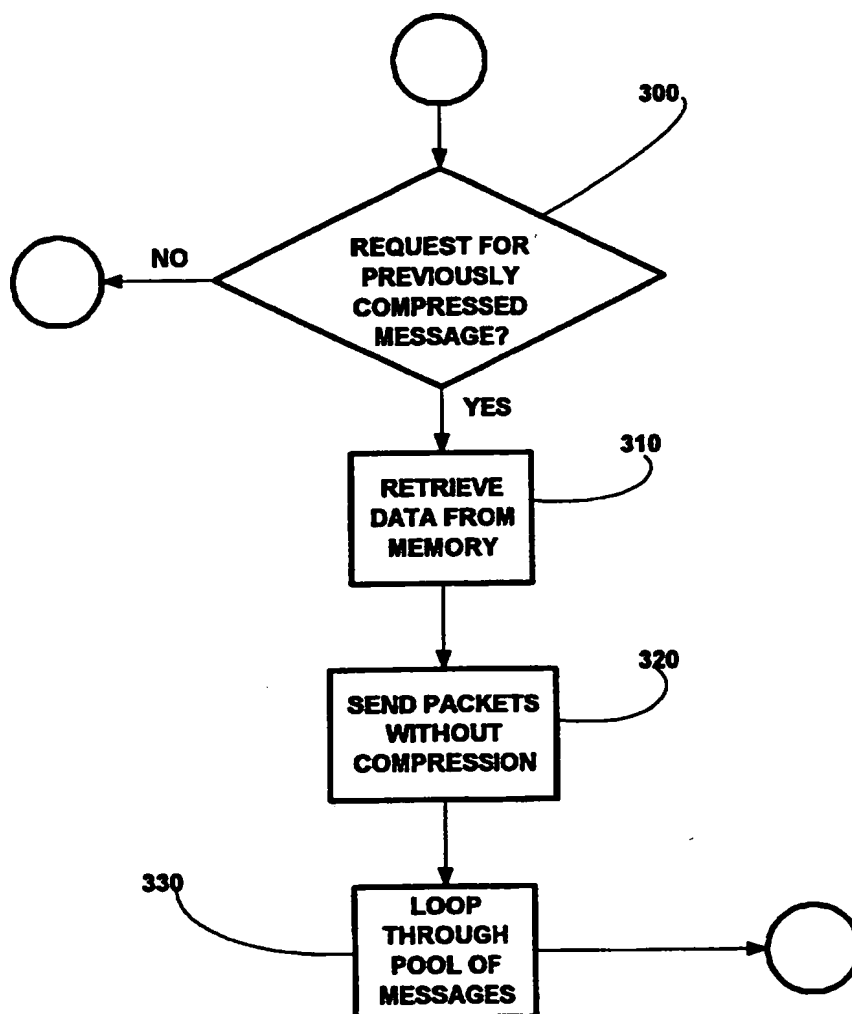 300
REQUEST FOR
PREVIOUSLY
COMPRESSED
MESSAGE?
NO
YES
310
RETRIEVE
DATA FROM
MEMORY
320
SEND PACKETS
WITHOUT
COMPRESSION
330
LOOP
THROUGH
POOL OF
MESSAGES